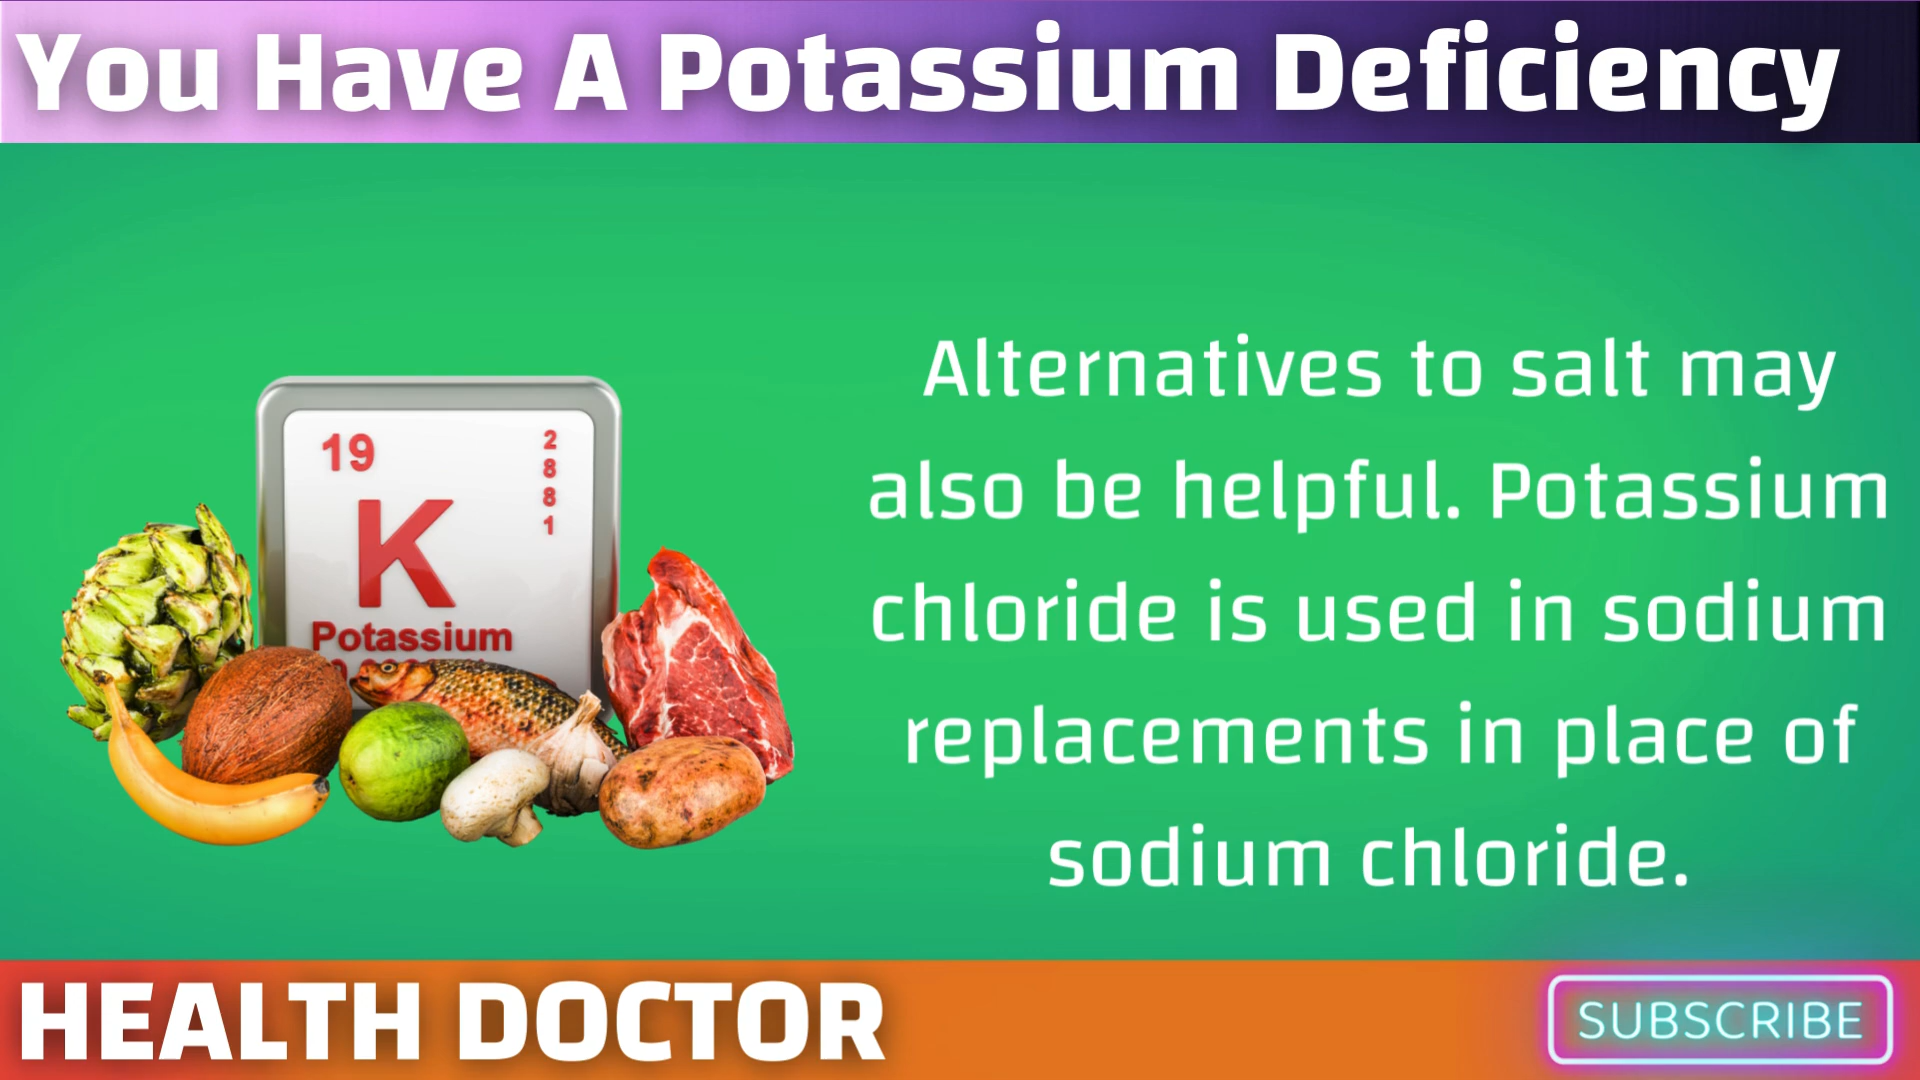 You Have A Potassium Deficiency
19
2
8
8
1
K
Potassium
Alternatives to salt may
also be helpful. Potassium
chloride is used in sodium
replacements in place of
sodium chloride.
HEALTH DOCTOR
SUBSCRIBE